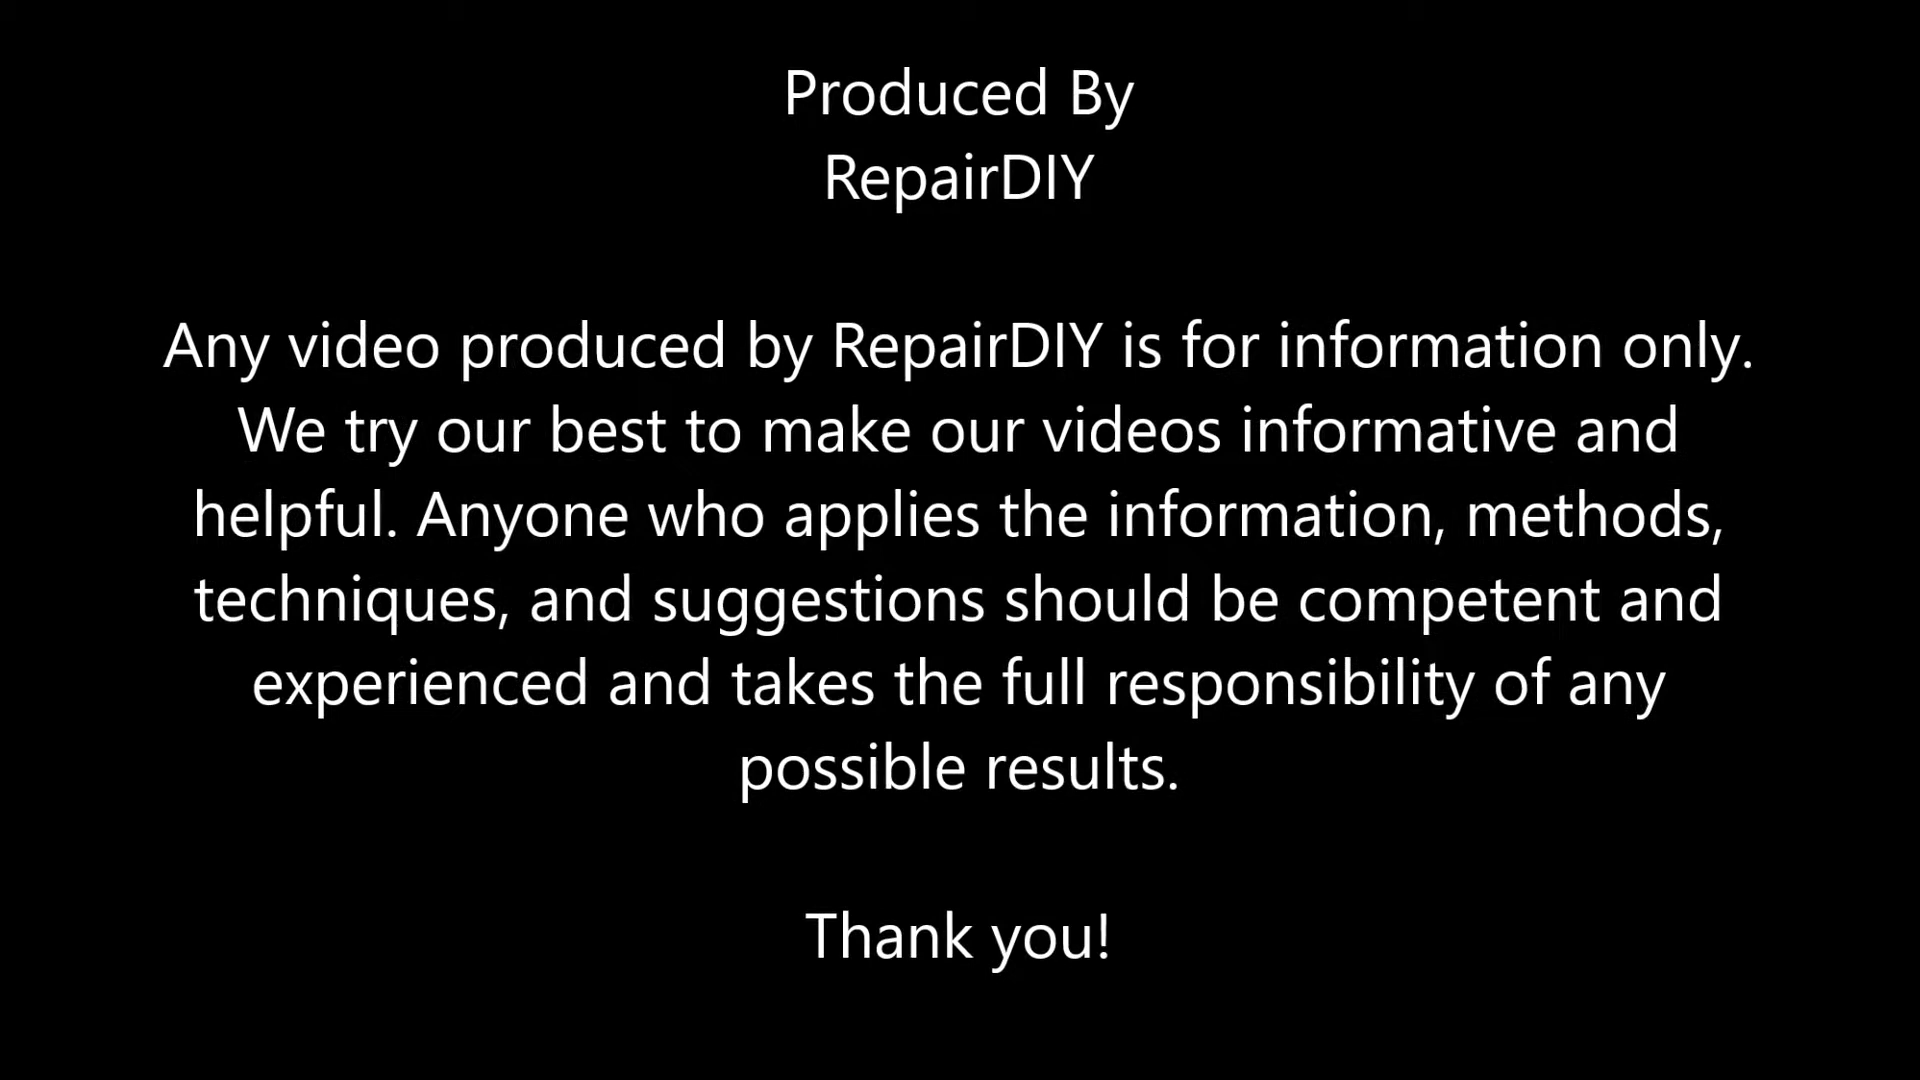 Produced By
RepairDIY
Any video produced by RepairDIY is for information only.
We try our best to make our videos informative and
helpful. Anyone who applies the information, methods,
techniques, and suggestions should be competent and
experienced and takes the full responsibility of any
possible results.
Thank you!